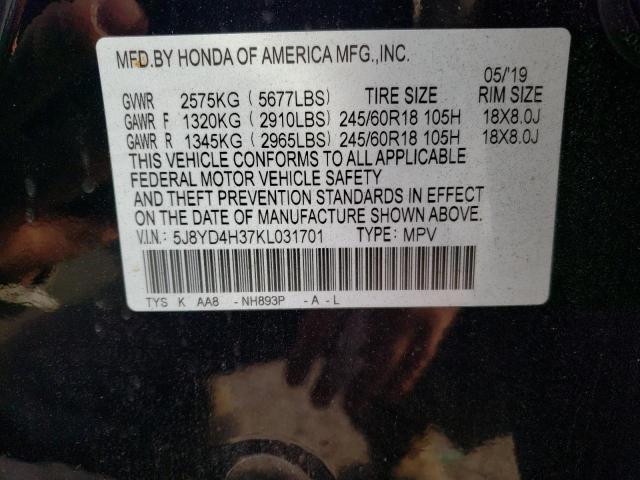 MFD.BY HONDA OF AMERICA MFG.,INC.
05/'19
GVWR 2575KG ( 5677LBS) TIRE SIZE RIM SIZE
GAWR F 1320KG ( 2910LBS) 245/60R18 105H 18X8.0J
GAWR R 1345KG ( 2965LBS) 245/60R18 105H 18X8.0J
THIS VEHICLE CONFORMS TO ALL APPLICABLE
FEDERAL MOTOR VEHICLE SAFETY
AND THEFT PREVENTION STANDARDS IN EFFECT
ON THE DATE OF MANUFACTURE SHOWN ABOVE.
V.I.N.: 5J8YD4H37KL031701 TYPE: MPV
TYS K AA8 -NH893P -A-L